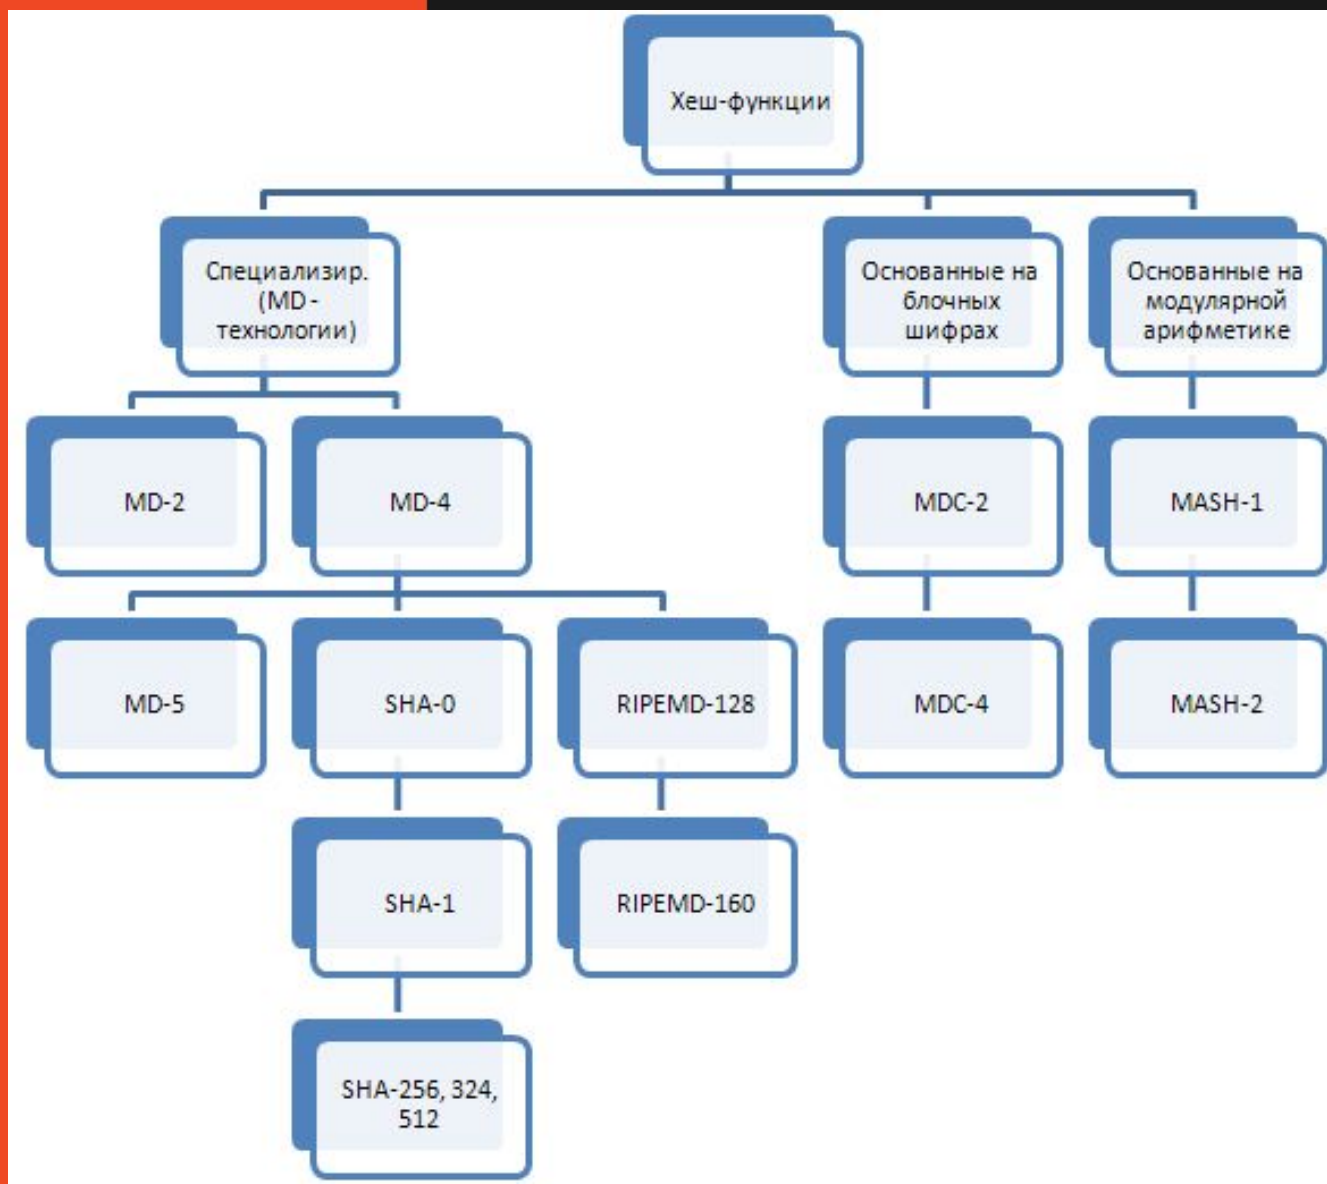 Хеш-функции
Специализир.
(MD -
технологии)
Основанные на
блочных
шифрах
Основанные на
модулярной
арифметике
MD-2
MD-4
MDC-2
MASH-1
MD-5
SHA-0
RIPEMD-128
MDC-4
MASH-2
SHA-1
RIPEMD-160
SHA-256, 324,
512